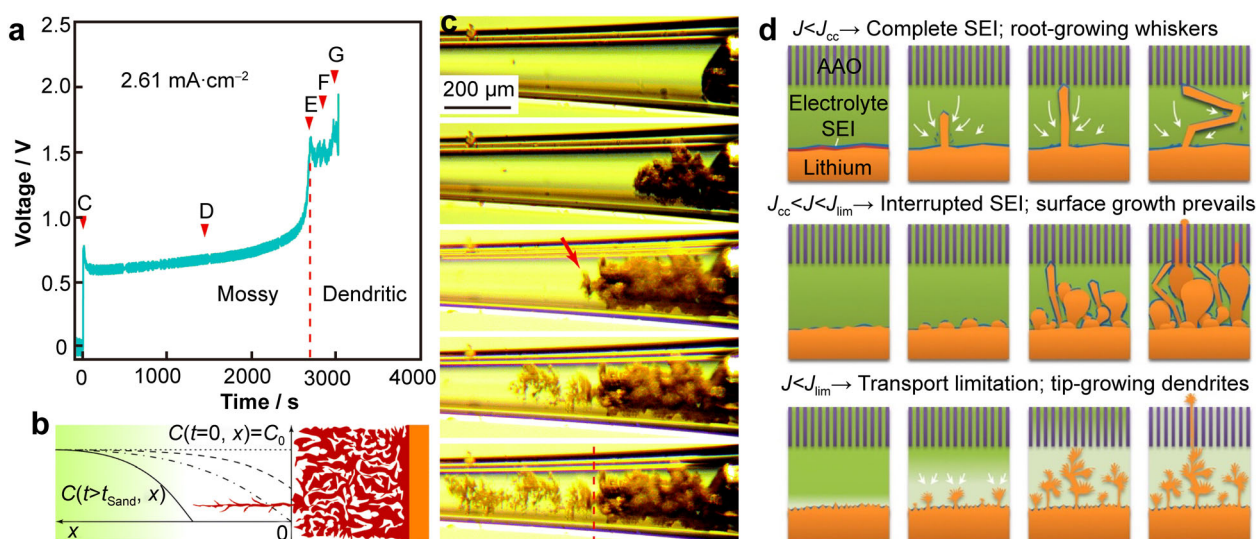 a
2.5
2.0
1.5
1.0
0.5
0
Voltage / V
2.61 mA·cm⁻²
C
D
E
F
G
Mossy
Dendritic
0
1000
2000
3000
4000
Time / s
b
C(t=0, x)=C₀
C(t>t_Sand, x)
x
0
c
200 μm
d
J<J_cc→ Complete SEI; root-growing whiskers
AAO
Electrolyte
SEI
Lithium
J_cc<J<J_lim→ Interrupted SEI; surface growth prevails
J<J_lim→ Transport limitation; tip-growing dendrites